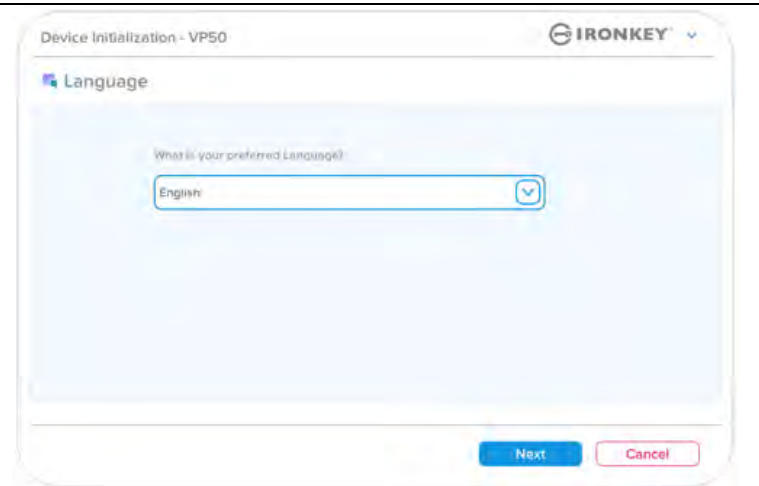 Device Initialization - VP50
IRONKEY
Language
What is your preferred Language?
English
Next
Cancel